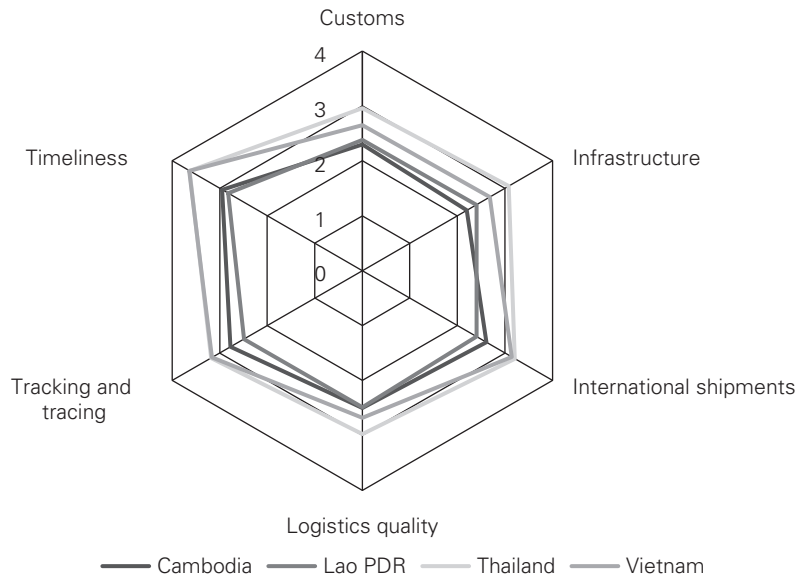 Customs
4
3
2
1
0
Timeliness
Infrastructure
Tracking and
tracing
International shipments
Logistics quality
Cambodia Lao PDR Thailand Vietnam